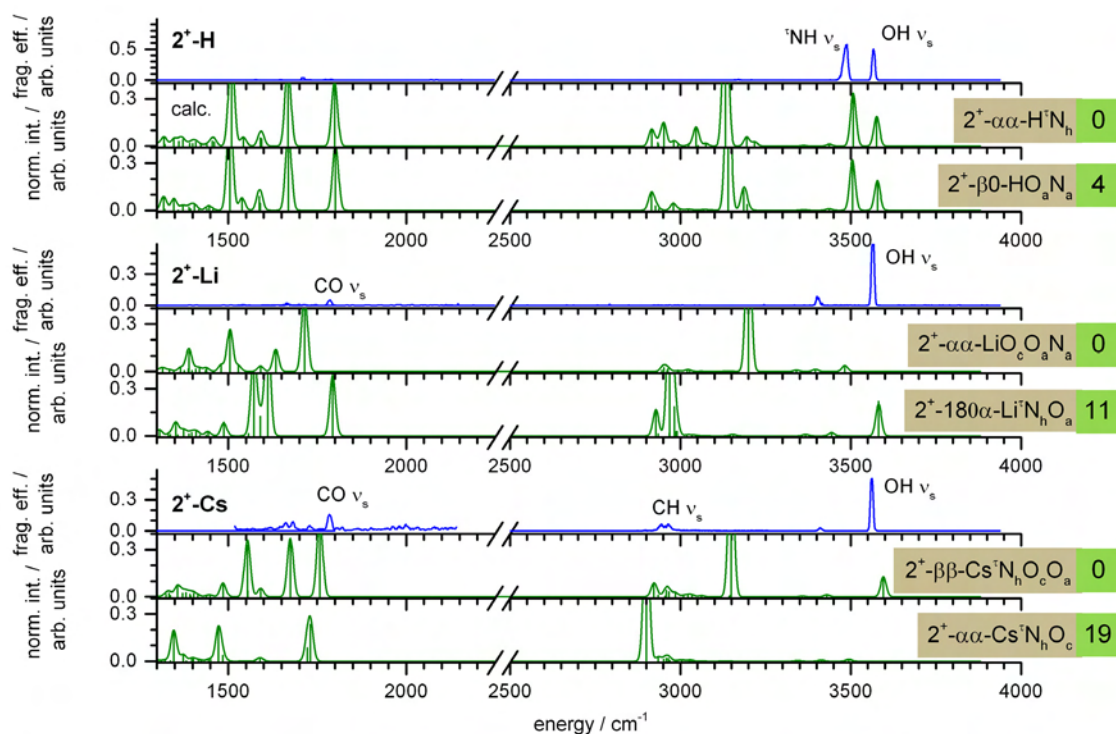 frag. eff. /
arb. units
norm. int. /
arb. units
2⁺-H
ᵗNH νₛ
OH νₛ
0.5
0.0
calc.
0.3
0.0
2⁺-αα-HᵗNₕ 0
0.3
0.0
2⁺-β0-HOₐNₐ 4
1500 2000 2500 3000 3500 4000
frag. eff. /
arb. units
norm. int. /
arb. units
2⁺-Li
CO νₛ
OH νₛ
0.3
0.0
0.3
0.0
2⁺-αα-LiO꜀OₐNₐ 0
0.3
0.0
2⁺-180α-LiᵗNₕOₐ 11
1500 2000 2500 3000 3500 4000
frag. eff. /
arb. units
norm. int. /
arb. units
2⁺-Cs
CO νₛ
CH νₛ
OH νₛ
0.3
0.0
0.3
0.0
2⁺-ββ-CsᵗNₕO꜀Oₐ 0
0.3
0.0
2⁺-αα-CsᵗNₕO꜀ 19
1500 2000 2500 3000 3500 4000
energy / cm⁻¹